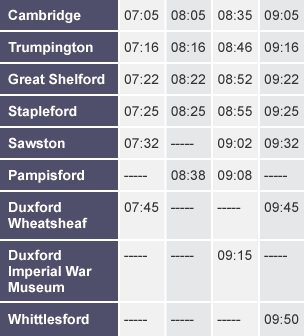 Cambridge 07:05 08:05 08:35 09:05
Trumpington 07:16 08:16 08:46 09:16
Great Shelford 07:22 08:22 08:52 09:22
Stapleford 07:25 08:25 08:55 09:25
Sawston 07:32 ----- 09:02 09:32
Pampisford ----- 08:38 09:08 -----
Duxford 07:45 ----- ----- 09:45
Wheatsheaf
Duxford ----- ----- 09:15 -----
Imperial War
Museum
Whittlesford ----- ----- ----- 09:50